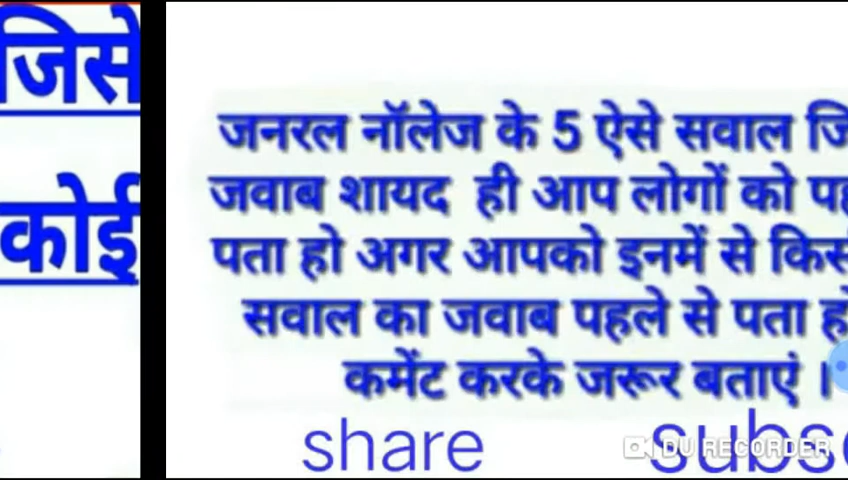 जिसे
कोई
जनरल नॉलेज के 5 ऐसे सवाल
जवाब शायद ही आप लोगों को
पता हो अगर आपको इनमें से
सवाल का जवाब पहले से पता
कमेंट करके जरूर बताएं ।
share
DU RECORDER